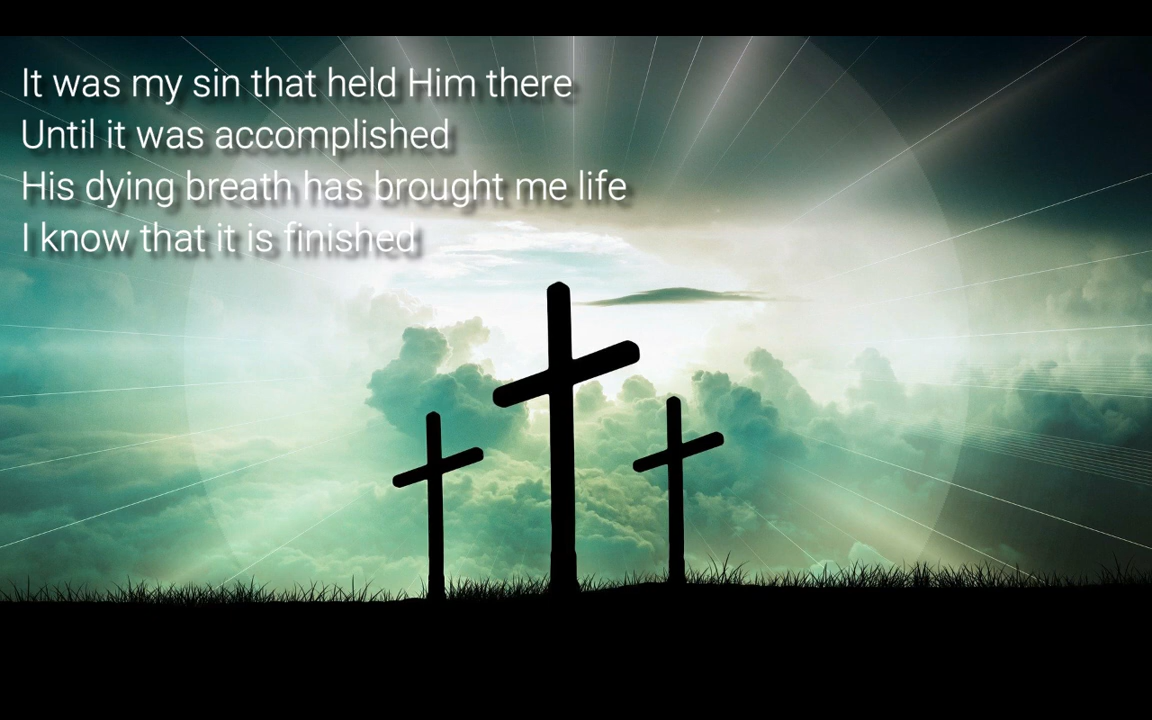 It was my sin that held Him there
Until it was accomplished
His dying breath has brought me life
I know that it is finished